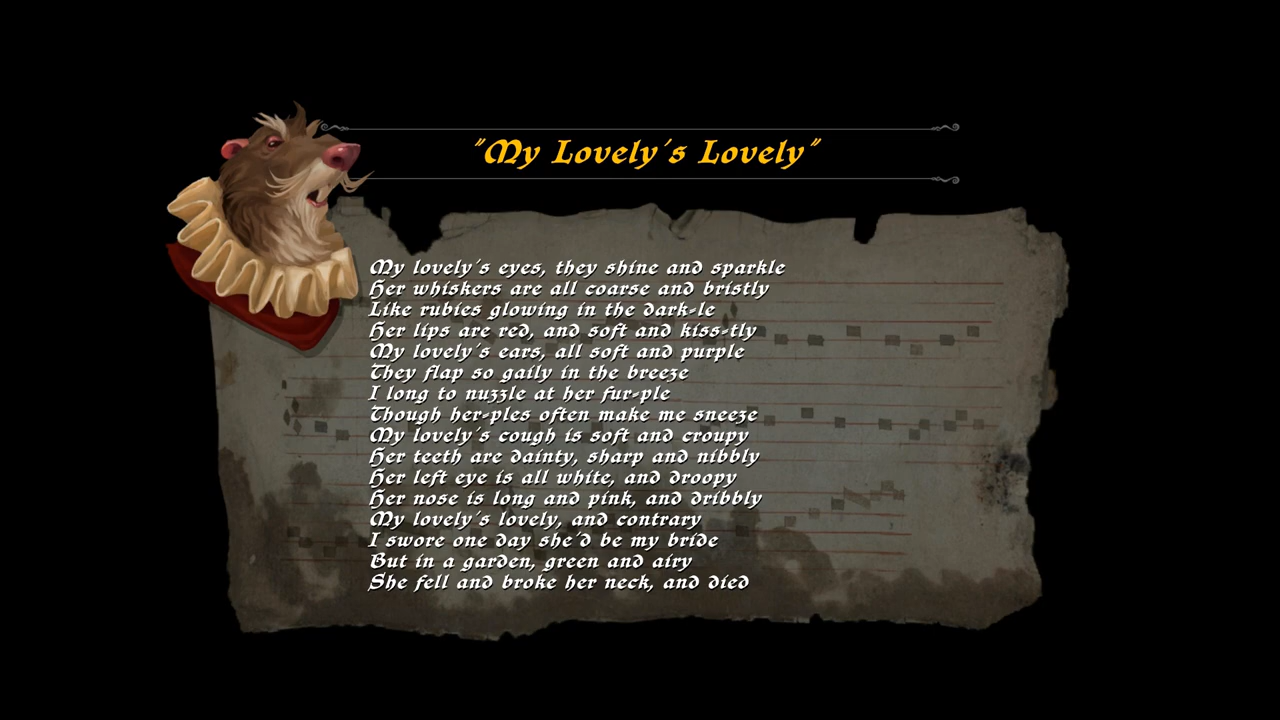 "My Lovely's Lovely"
My lovely's eyes, they shine and sparkle
Her whiskers are all coarse and bristly
Like rubies glowing in the dark-le
Her lips are red, and soft and kiss-tly
My lovely's ears, all soft and purple
They flap so gaily in the breeze
I long to nuzzle at her fur-ple
Though her-ples often make me sneeze
My lovely's cough is soft and croupy
Her teeth are dainty, sharp and nibbly
Her left eye is all white, and droopy
Her nose is long and pink, and dribbly
My lovely's lovely, and contrary
I swore one day she'd be my bride
But in a garden, green and airy
She fell and broke her neck, and died